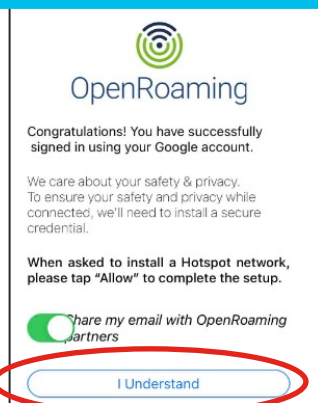 OpenRoaming
Congratulations! You have successfully
signed in using your Google account.
We care about your safety & privacy.
To ensure your safety and privacy while
connected, we'll need to install a secure
credential.
When asked to install a Hotspot network,
please tap "Allow" to complete the setup.
Share my email with OpenRoaming
partners
I Understand